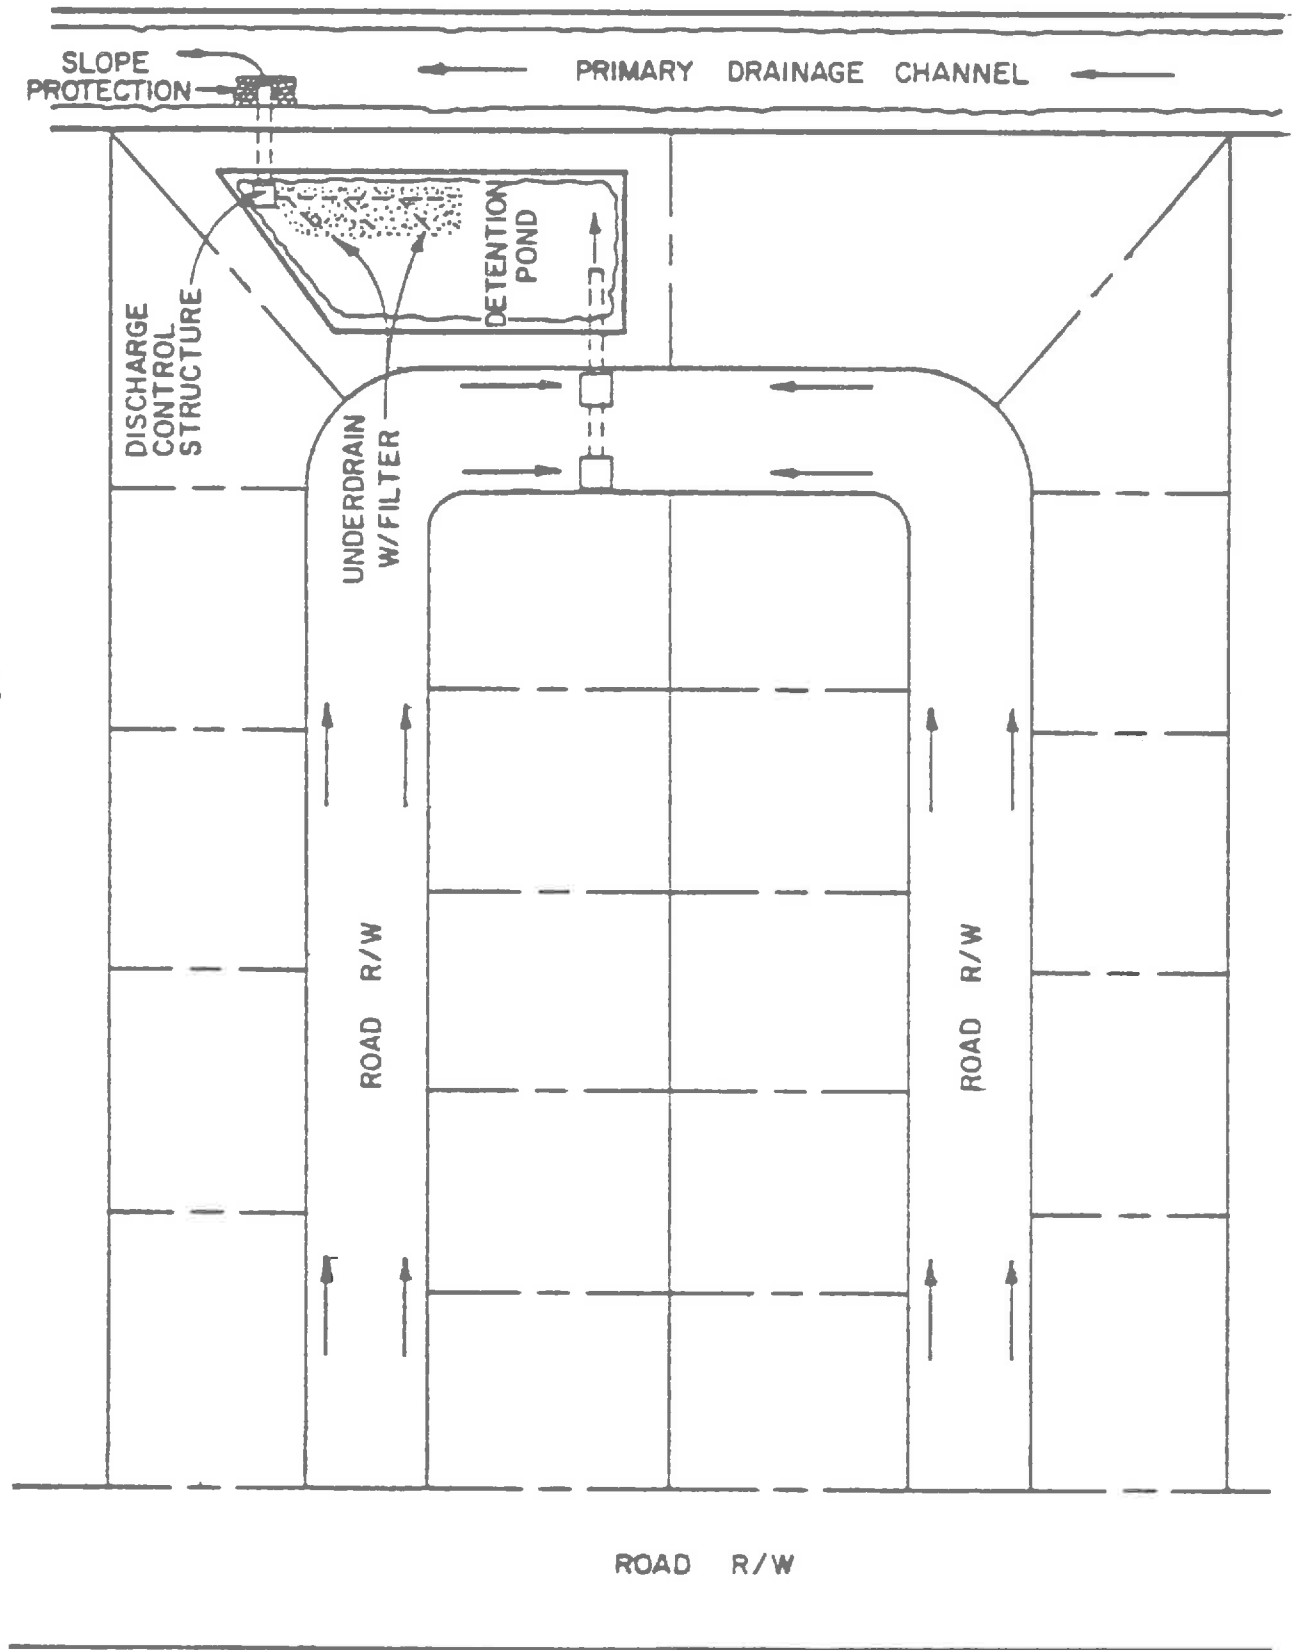 SLOPE
PROTECTION
PRIMARY DRAINAGE CHANNEL
DETENTION
POND
DISCHARGE
CONTROL
STRUCTURE
UNDERDRAIN
W/FILTER
ROAD R/W
ROAD R/W
ROAD R/W